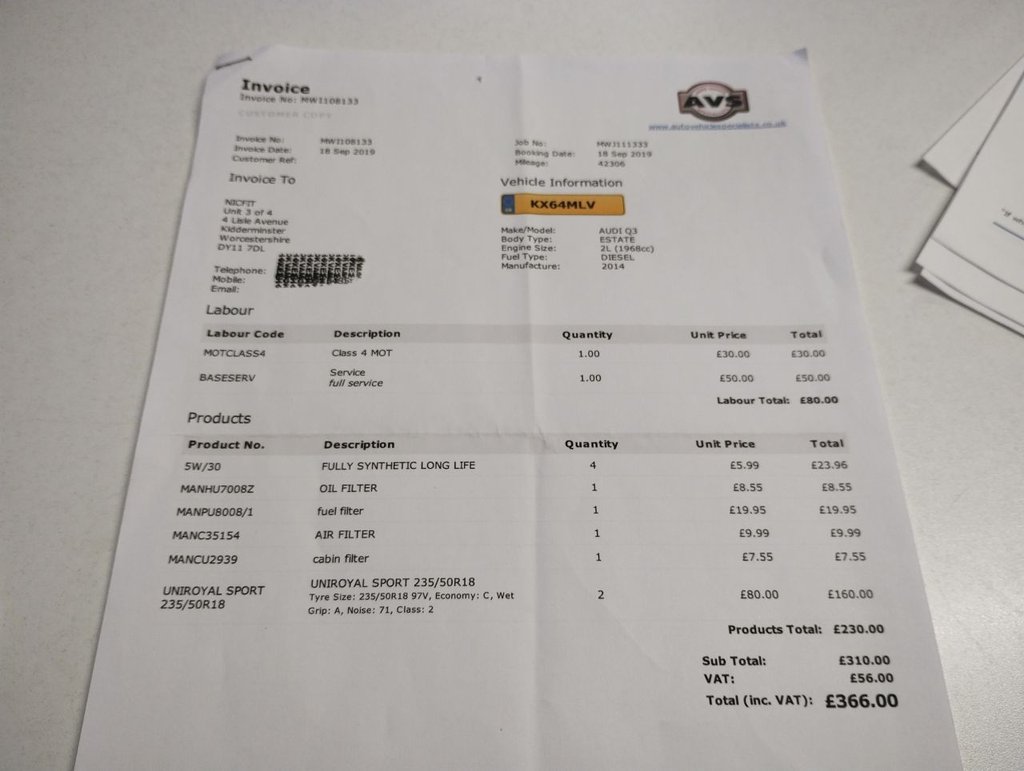 Invoice
Invoice No: MWI108133
CUSTOMER COPY
AVS
www.autovehiclespecialists.co.uk
Invoice No: MWI108133
Invoice Date: 18 Sep 2019
Customer Ref:
Job No: MWJ111333
Booking Date: 18 Sep 2019
Mileage: 42306
Invoice To
NICFIT
Unit 3 of 4
4 Lisle Avenue
Kidderminster
Worcestershire
DY11 7DL
Telephone:
Mobile:
Email:
Vehicle Information
KX64MLV
Make/Model: AUDI Q3
Body Type: ESTATE
Engine Size: 2L (1968cc)
Fuel Type: DIESEL
Manufacture: 2014
Labour
Labour Code Description Quantity Unit Price Total
MOTCLASS4 Class 4 MOT 1.00 £30.00 £30.00
BASESERV Service 1.00 £50.00 £50.00
full service
Labour Total: £80.00
Products
Product No. Description Quantity Unit Price Total
5W/30 FULLY SYNTHETIC LONG LIFE 4 £5.99 £23.96
MANHU7008Z OIL FILTER 1 £8.55 £8.55
MANPU8008/1 fuel filter 1 £19.95 £19.95
MANC35154 AIR FILTER 1 £9.99 £9.99
MANCU2939 cabin filter 1 £7.55 £7.55
UNIROYAL SPORT 235/50R18 UNIROYAL SPORT 235/50R18 2 £80.00 £160.00
Tyre Size: 235/50R18 97V, Economy: C, Wet
Grip: A, Noise: 71, Class: 2
Products Total: £230.00
Sub Total: £310.00
VAT: £56.00
Total (inc. VAT): £366.00